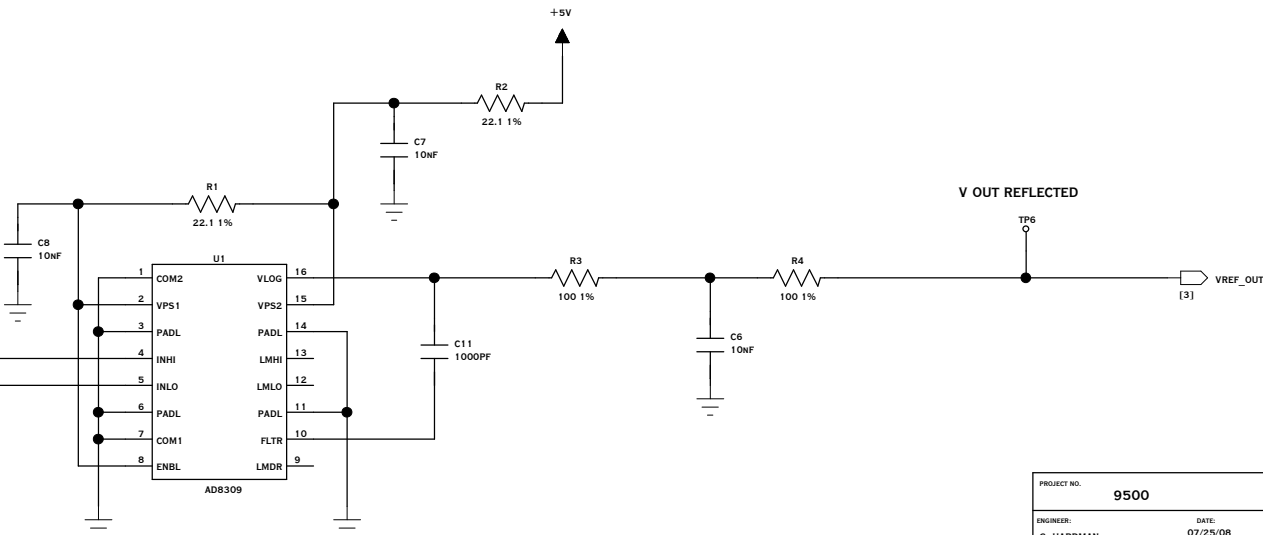 +5V
R2
22.1 1%
C7
10NF
R1
22.1 1%
V OUT REFLECTED
TP6
C8
10NF
U1
1 COM2 VLOG 16
2 VPS1 VPS2 15
3 PADL PADL 14
4 INHI LMHI 13
5 INLO LMLO 12
6 PADL PADL 11
7 COM1 FLTR 10
8 ENBL LMDR 9
AD8309
R3
100 1%
R4
100 1%
VREF_OUT
[3]
C11
1000PF
C6
10NF
PROJECT NO.
9500
ENGINEER:
DATE:
07/25/08